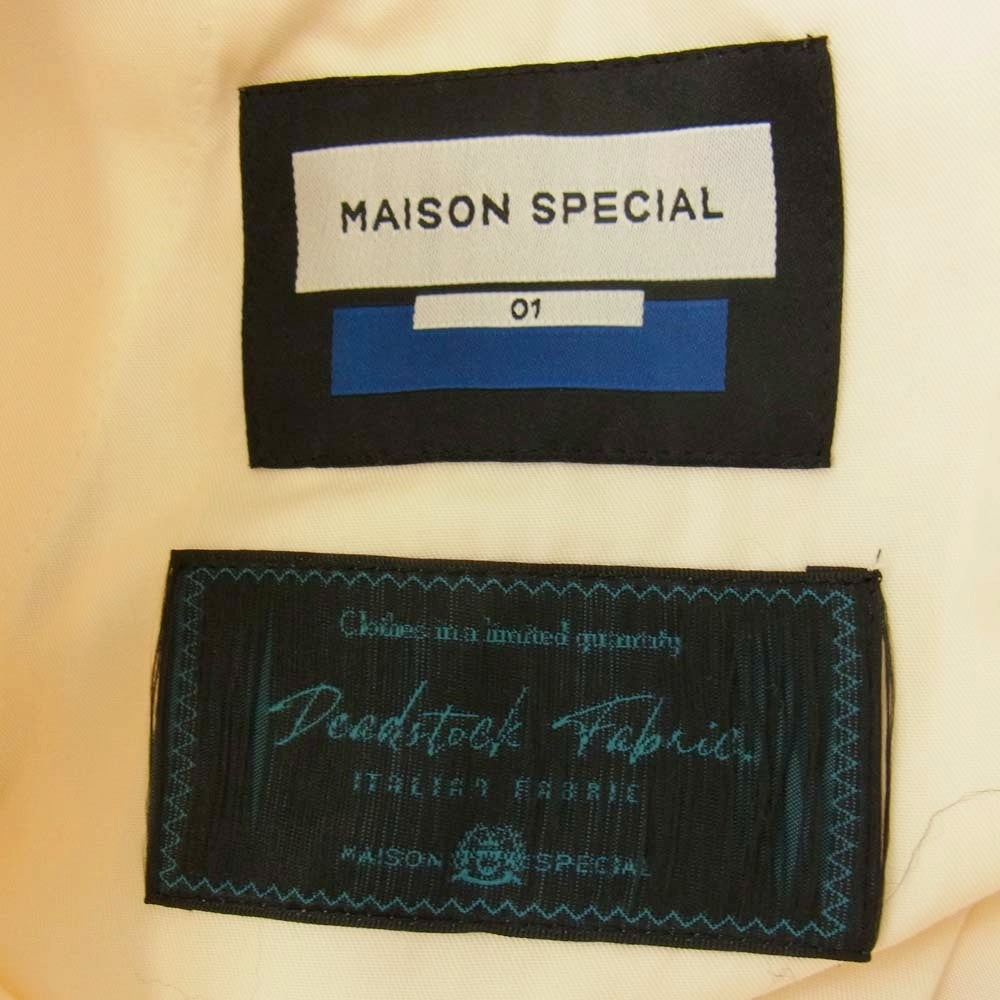 MAISON SPECIAL
01
Clothes in a limited quantity
Deadstock Fabric.
ITALIAN FABRIC
MAISON SPECIAL